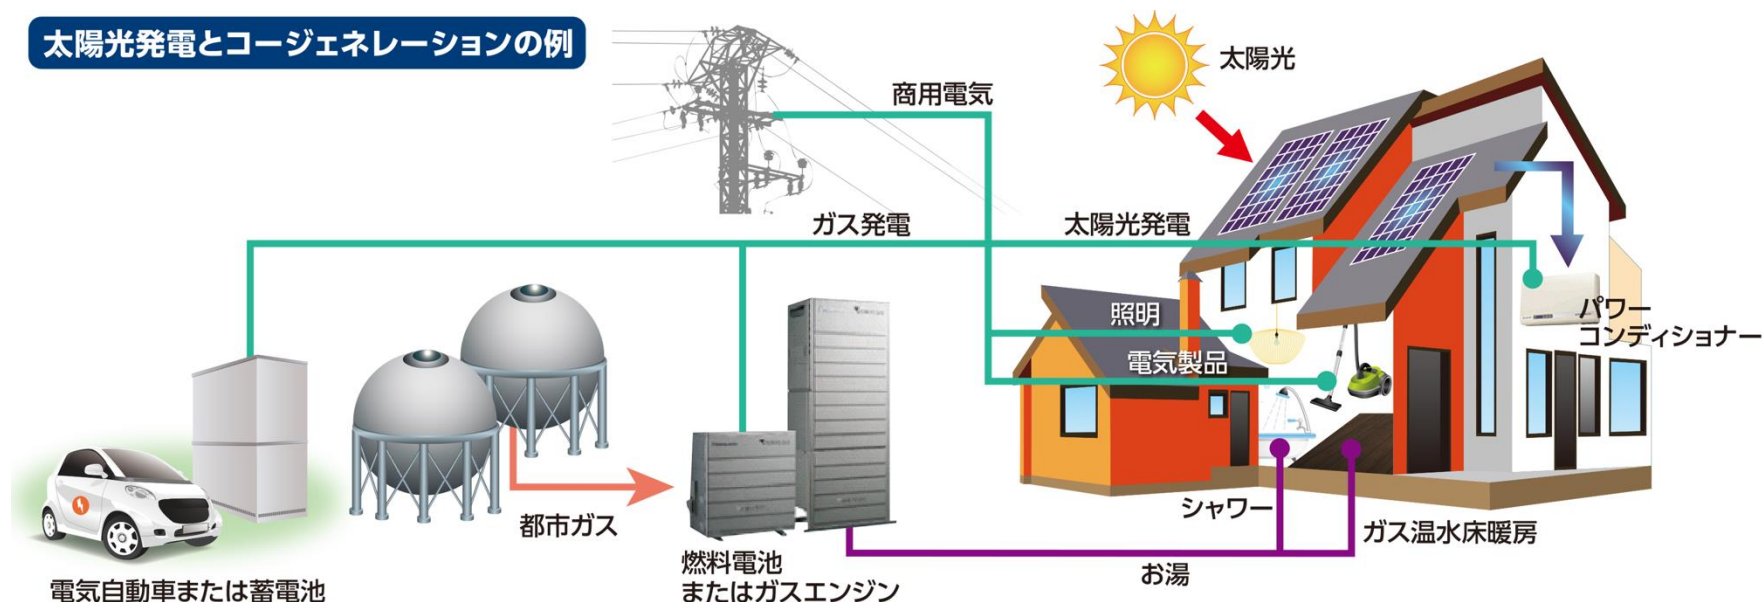 太陽光発電とコージェネレーションの例
太陽光
商用電気
ガス発電
太陽光発電
照明
パワー
コンディショナー
電気製品
シャワー
ガス温水床暖房
都市ガス
燃料電池
またはガスエンジン
お湯
電気自動車または蓄電池